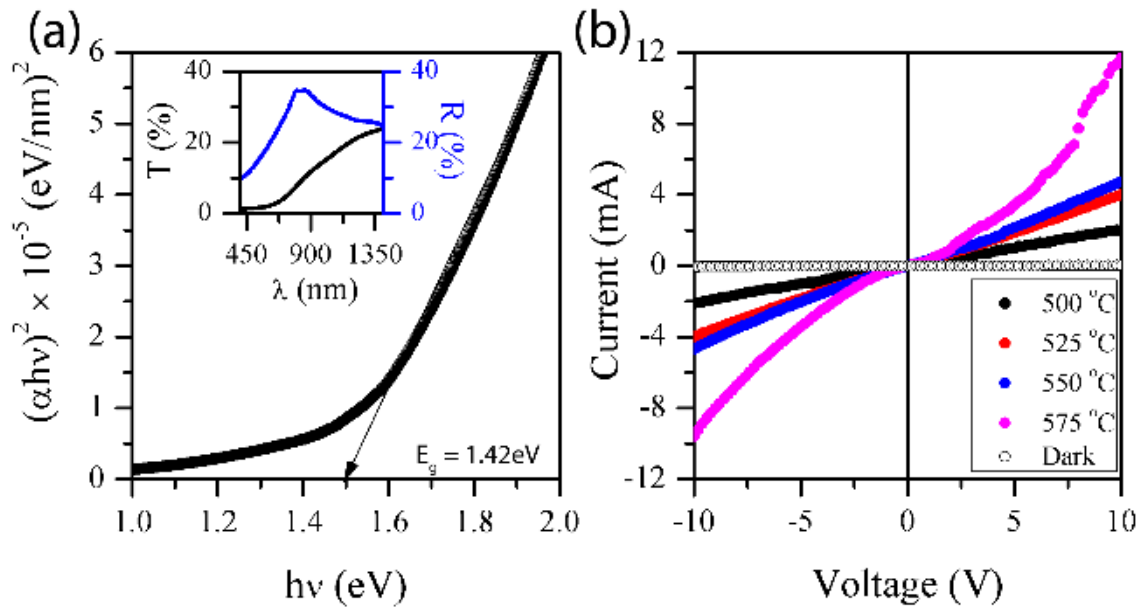 (a)
6
5
4
3
2
1
0
(αhν)² × 10⁻⁵ (eV/nm)²
1.0 1.2 1.4 1.6 1.8 2.0
hν (eV)
E_g = 1.42eV
40
20
0
T (%)
40
20
0
R (%)
450 900 1350
λ (nm)
(b)
12
8
4
0
-4
-8
-12
Current (mA)
-10 -5 0 5 10
Voltage (V)
500 °C
525 °C
550 °C
575 °C
Dark